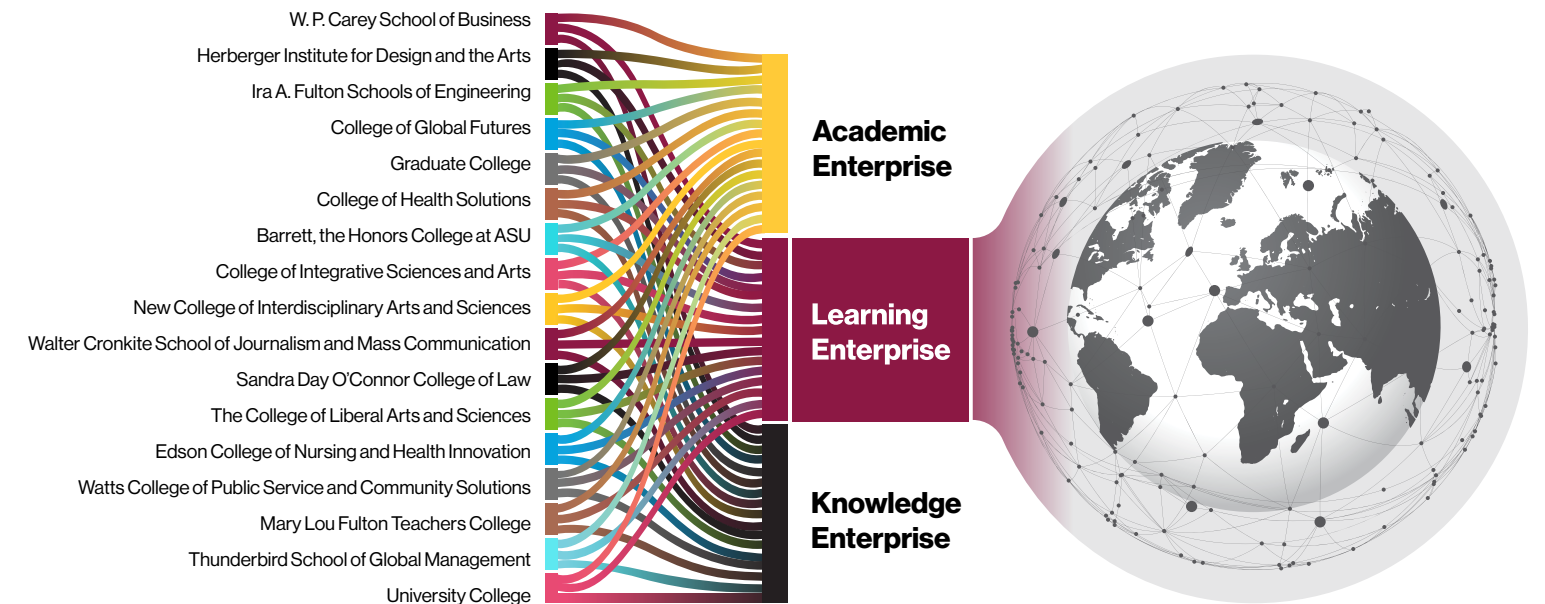 W. P. Carey School of Business
Herberger Institute for Design and the Arts
Ira A. Fulton Schools of Engineering
College of Global Futures
Graduate College
College of Health Solutions
Barrett, the Honors College at ASU
College of Integrative Sciences and Arts
New College of Interdisciplinary Arts and Sciences
Walter Cronkite School of Journalism and Mass Communication
Sandra Day O’Connor College of Law
The College of Liberal Arts and Sciences
Edson College of Nursing and Health Innovation
Watts College of Public Service and Community Solutions
Mary Lou Fulton Teachers College
Thunderbird School of Global Management
University College
Academic
Enterprise
Learning
Enterprise
Knowledge
Enterprise